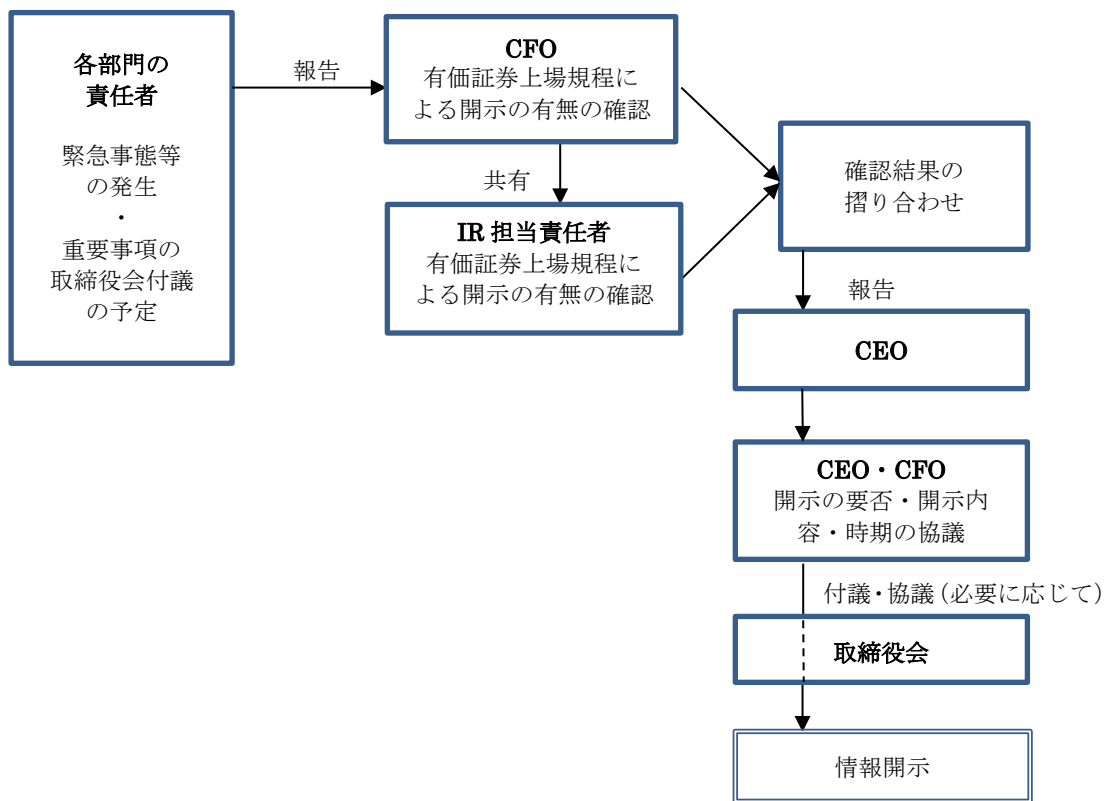 各部門の
責任者
緊急事態等
の発生
・
重要事項の
取締役会付議
の予定
報告
CFO
有価証券上場規程に
よる開示の有無の確認
共有
IR 担当責任者
有価証券上場規程に
よる開示の有無の確認
確認結果の
摺り合わせ
報告
CEO
CEO・CFO
開示の要否・開示内
容・時期の協議
付議・協議（必要に応じて）
取締役会
情報開示